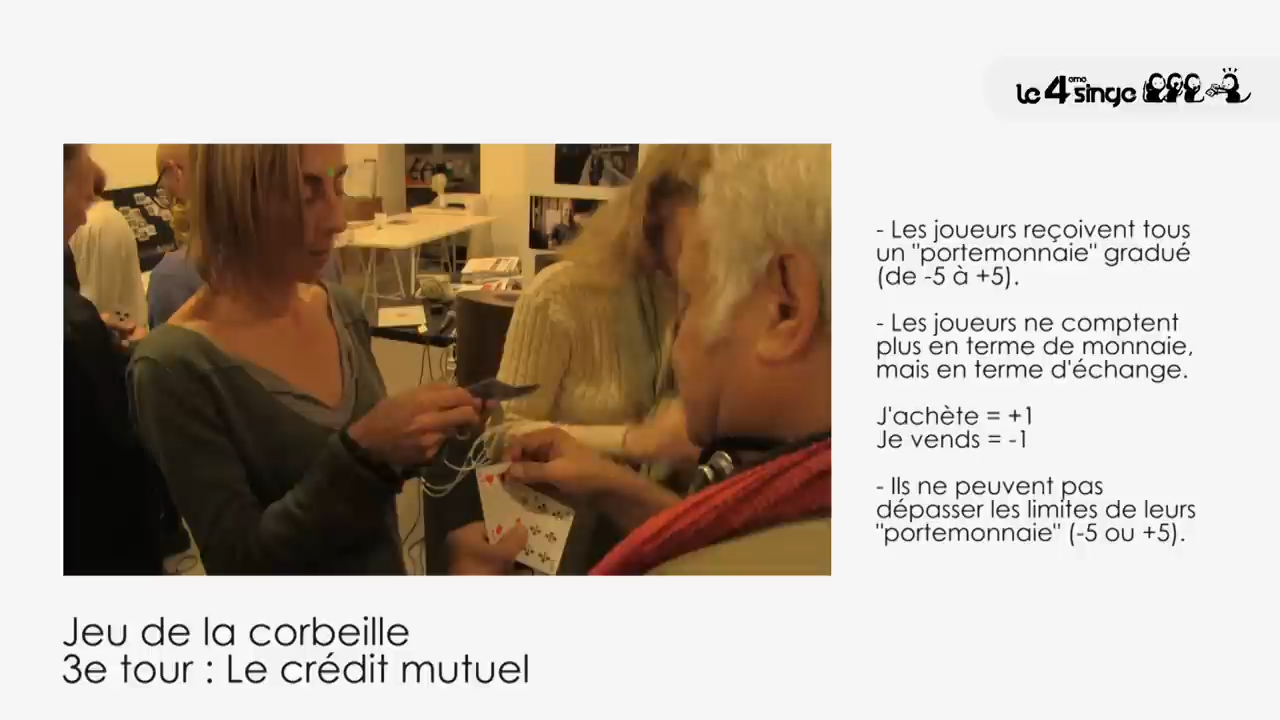 le 4eme singe
- Les joueurs reçoivent tous
un "portemonnaie" gradué
(de -5 à +5).
- Les joueurs ne comptent
plus en terme de monnaie,
mais en terme d'échange.
J'achète = +1
Je vends = -1
- Ils ne peuvent pas
dépasser les limites de leurs
"portemonnaie" (-5 ou +5).
Jeu de la corbeille
3e tour : Le crédit mutuel